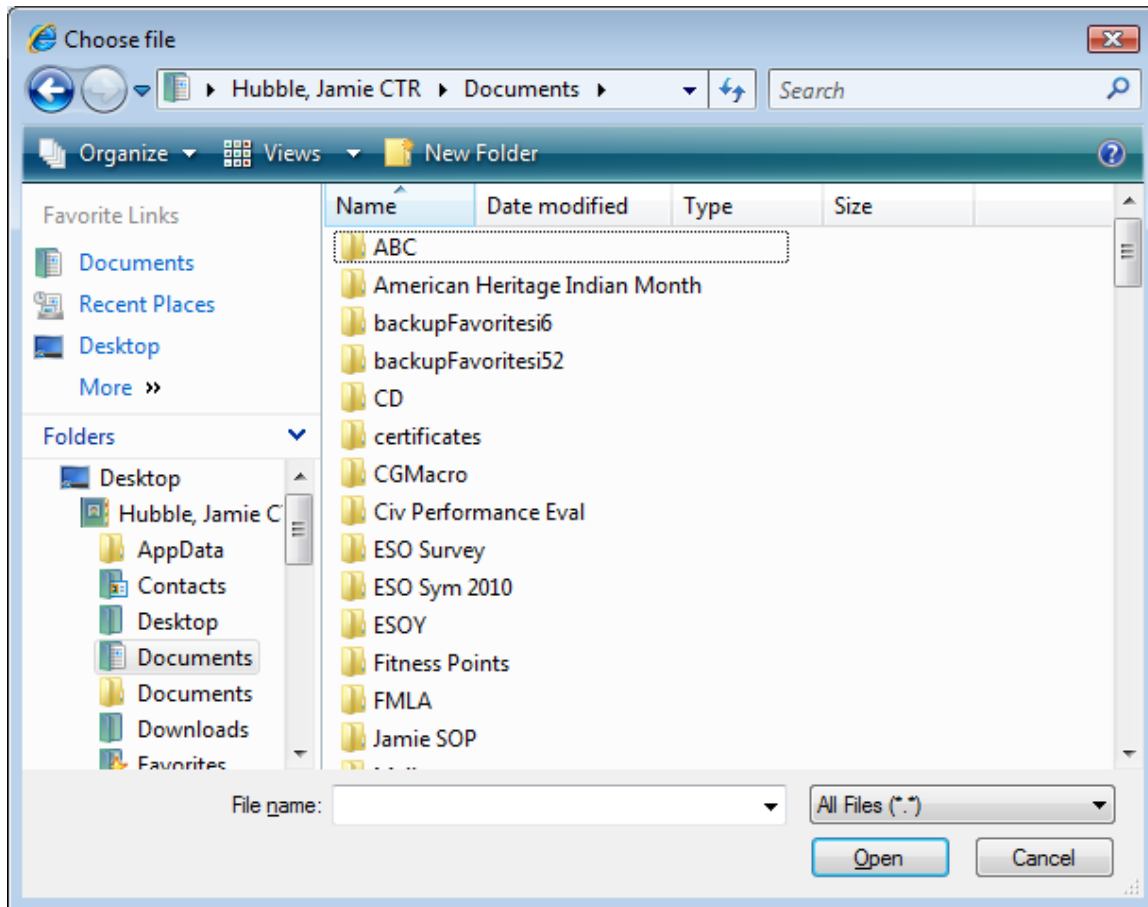 Choose file
Hubble, Jamie CTR Documents
Search
Organize Views New Folder
Favorite Links
Documents
Recent Places
Desktop
More »
Folders
Desktop
Hubble, Jamie C
AppData
Contacts
Desktop
Documents
Documents
Downloads
Favorites
Name Date modified Type Size
ABC
American Heritage Indian Month
backupFavoritesi6
backupFavoritesi52
CD
certificates
CGMacro
Civ Performance Eval
ESO Survey
ESO Sym 2010
ESOY
Fitness Points
FMLA
Jamie SOP
File name:
All Files (*.*)
Open Cancel